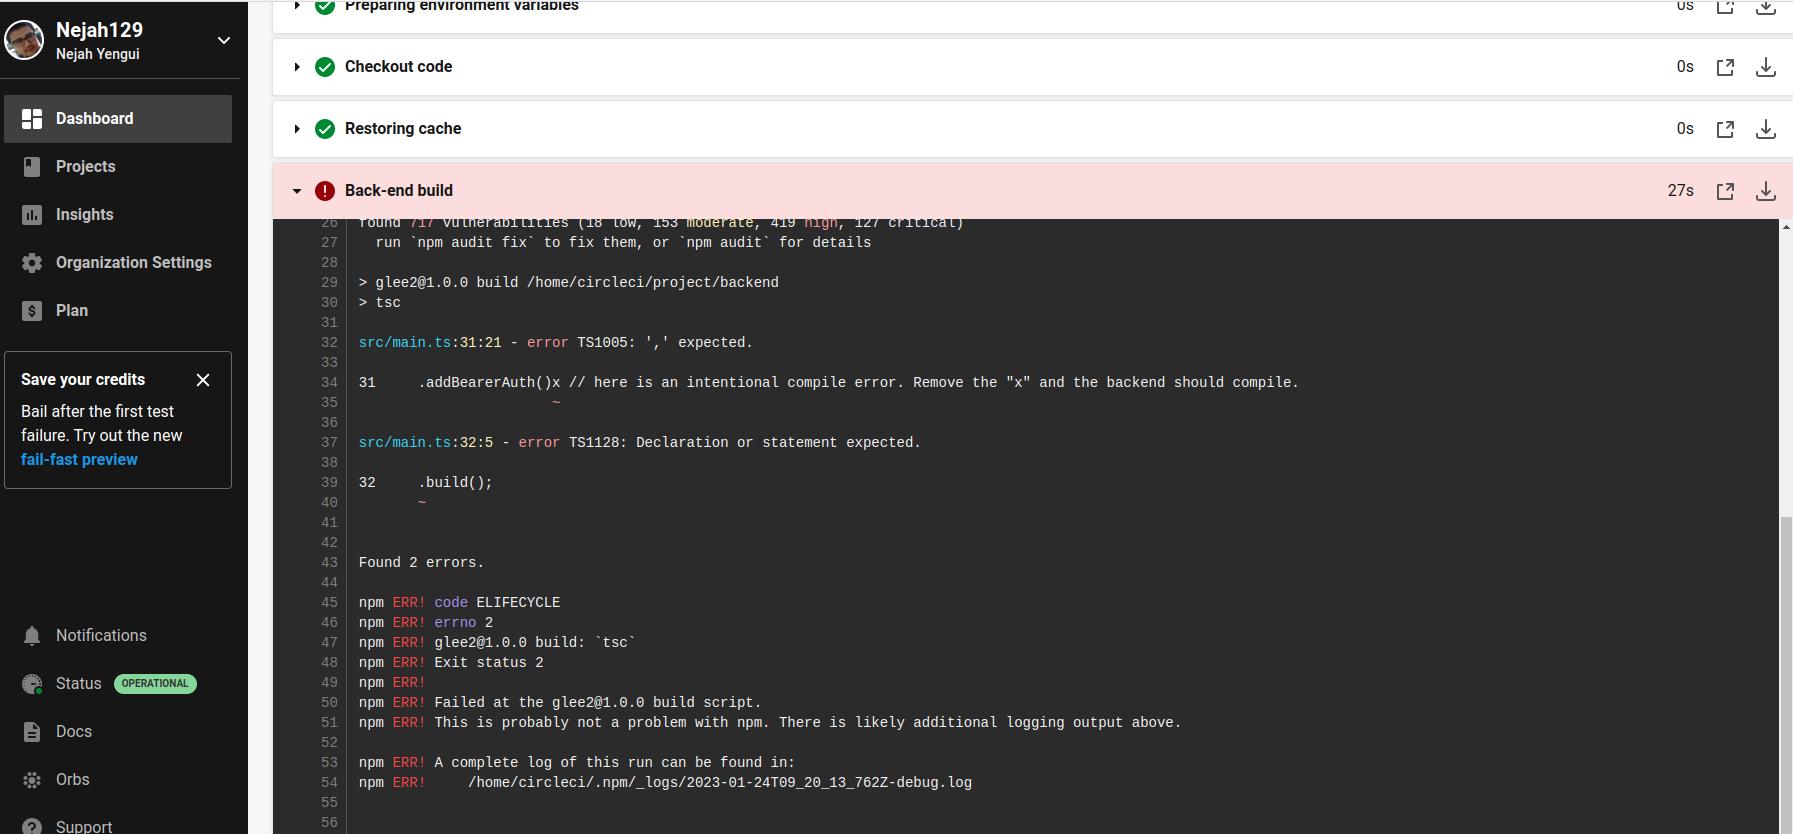 Nejah129
Nejah Yengui
Dashboard
Projects
Insights
Organization Settings
Plan
Save your credits
Bail after the first test
failure. Try out the new
fail-fast preview
Notifications
Status OPERATIONAL
Docs
Orbs
Support
Preparing environment variables 0s
Checkout code 0s
Restoring cache 0s
Back-end build 27s
26 found 717 vulnerabilities (18 low, 153 moderate, 419 high, 127 critical)
27 run `npm audit fix` to fix them, or `npm audit` for details
28
29 > glee2@1.0.0 build /home/circleci/project/backend
30 > tsc
31
32 src/main.ts:31:21 - error TS1005: ',' expected.
33
34 31     .addBearerAuth()x // here is an intentional compile error. Remove the "x" and the backend should compile.
35 ~
36
37 src/main.ts:32:5 - error TS1128: Declaration or statement expected.
38
39 32     .build();
40 ~
41
42
43 Found 2 errors.
44
45 npm ERR! code ELIFECYCLE
46 npm ERR! errno 2
47 npm ERR! glee2@1.0.0 build: `tsc`
48 npm ERR! Exit status 2
49 npm ERR!
50 npm ERR! Failed at the glee2@1.0.0 build script.
51 npm ERR! This is probably not a problem with npm. There is likely additional logging output above.
52
53 npm ERR! A complete log of this run can be found in:
54 npm ERR!     /home/circleci/.npm/_logs/2023-01-24T09_20_13_762Z-debug.log
55
56